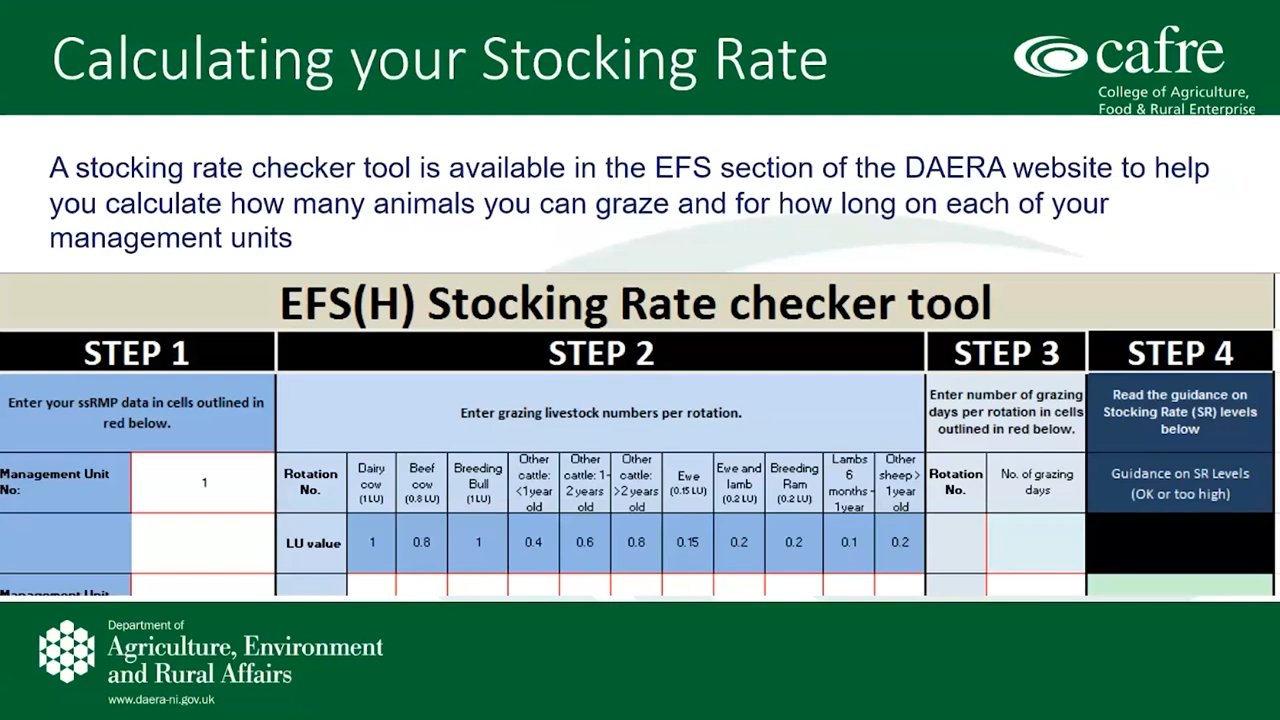 Calculating your Stocking Rate
cafre
College of Agriculture,
Food & Rural Enterprise
A stocking rate checker tool is available in the EFS section of the DAERA website to help
you calculate how many animals you can graze and for how long on each of your
management units
EFS(H) Stocking Rate checker tool
STEP 1
STEP 2
STEP 3
STEP 4
Enter your ssRMP data in cells outlined in
red below.
Enter grazing livestock numbers per rotation.
Enter number of grazing
days per rotation in cells
outlined in red below.
Read the guidance on
Stocking Rate (SR) levels
below
Management Unit
No:
1
Rotation
No.
Dairy
cow
(1 LU)
Beef
cow
(0.8 LU)
Breeding
Bull
(1 LU)
Other
cattle:
<1 year
old
Other
cattle: 1-
2 years
old
Other
cattle:
>2 years
old
Ewe
(0.15 LU)
Ewe and
lamb
(0.2 LU)
Breeding
Ram
(0.2 LU)
Lambs
6
months -
1 year
Other
sheep >
1 year
old
Rotation
No.
No. of grazing
days
Guidance on SR Levels
(OK or too high)
LU value
1
0.8
1
0.4
0.6
0.8
0.15
0.2
0.2
0.1
0.2
Management Unit
Department of
Agriculture, Environment
and Rural Affairs
www.daera-ni.gov.uk